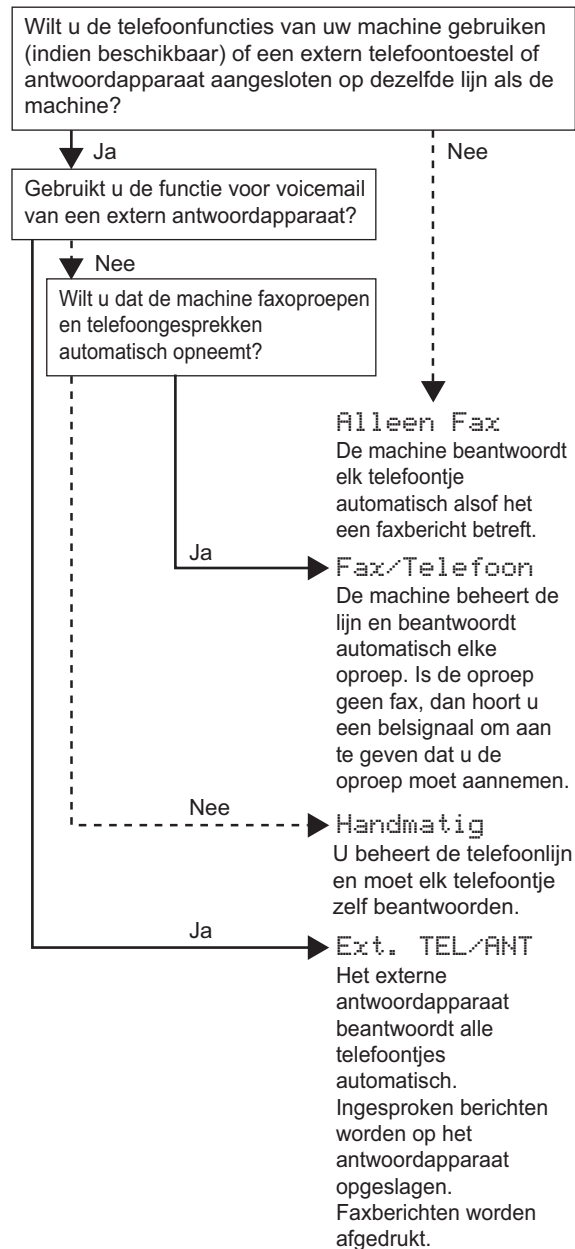 Wilt u de telefoonfuncties van uw machine gebruiken
(indien beschikbaar) of een extern telefoontoestel of
antwoordapparaat aangesloten op dezelfde lijn als de
machine?
Ja
Nee
Gebruikt u de functie voor voicemail
van een extern antwoordapparaat?
Nee
Wilt u dat de machine faxoproepen
en telefoongesprekken
automatisch opneemt?
Alleen Fax
De machine beantwoordt
elk telefoontje
automatisch alsof het
een faxbericht betreft.
Ja
Fax/Telefoon
De machine beheert de
lijn en beantwoordt
automatisch elke
oproep. Is de oproep
geen fax, dan hoort u
een belsignaal om aan
te geven dat u de
oproep moet aannemen.
Nee
Handmatig
U beheert de telefoonlijn
en moet elk telefoontje
zelf beantwoorden.
Ja
Ext. TEL/ANT
Het externe
antwoordapparaat
beantwoordt alle
telefoontjes
automatisch.
Ingesproken berichten
worden op het
antwoordapparaat
opgeslagen.
Faxberichten worden
afgedrukt.